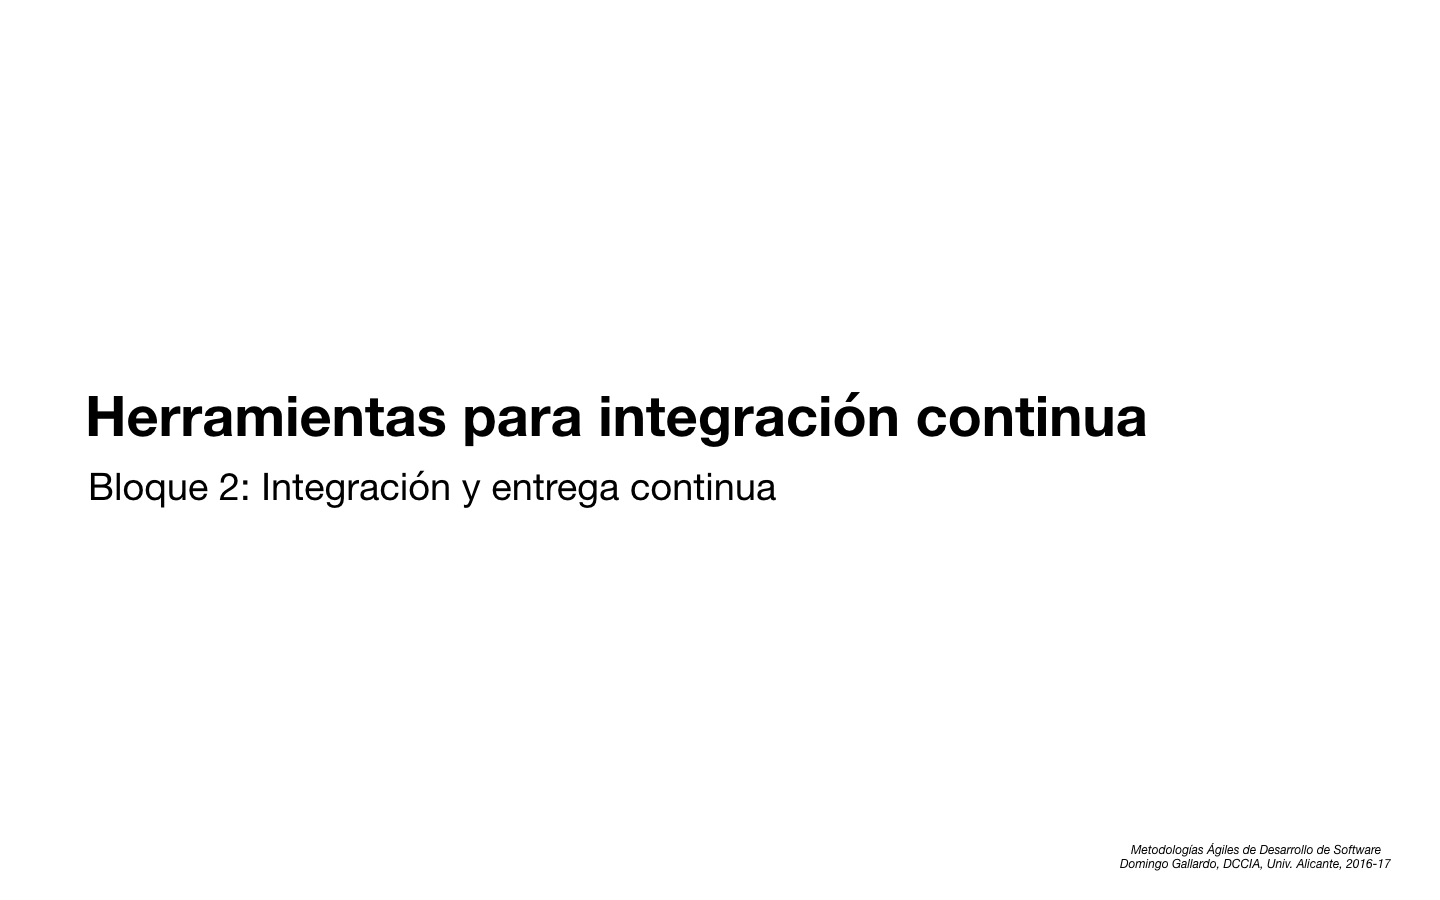 Herramientas para integración continua
Bloque 2: Integración y entrega continua
Metodologías Ágiles de Desarrollo de Software
Domingo Gallardo, DCCIA, Univ. Alicante, 2016-17